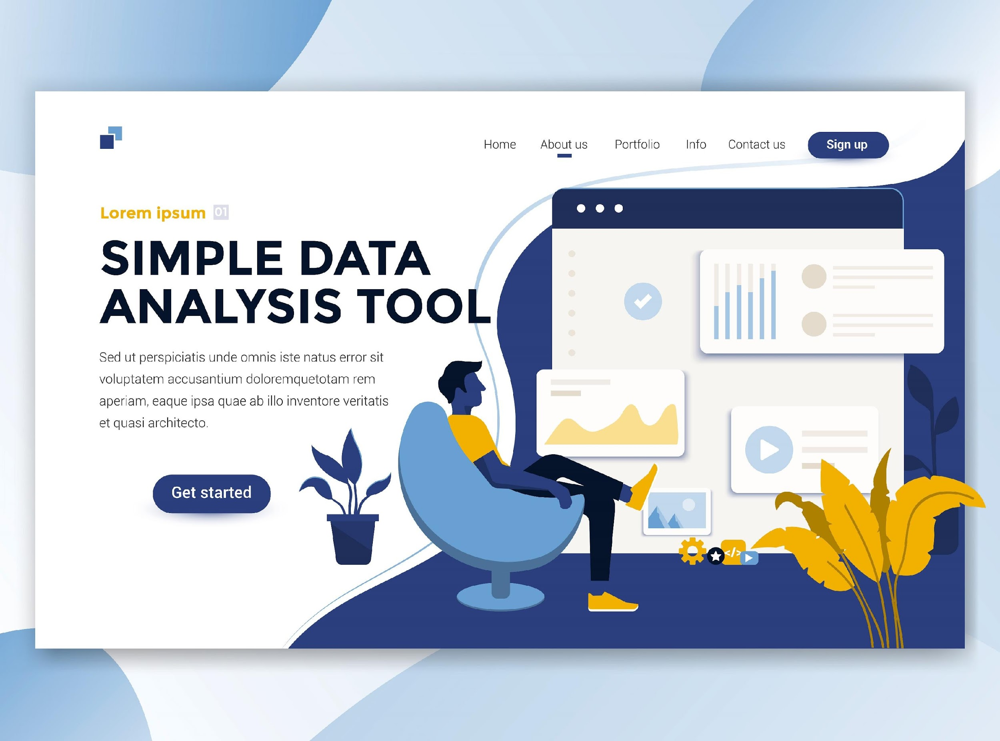 Home About us Portfolio Info Contact us Sign up
Lorem ipsum 01
SIMPLE DATA
ANALYSIS TOOL
Sed ut perspiciatis unde omnis iste natus error sit
voluptatem accusantium doloremquetotam rem
aperiam, eaque ipsa quae ab illo inventore veritatis
et quasi architecto.
Get started
</>